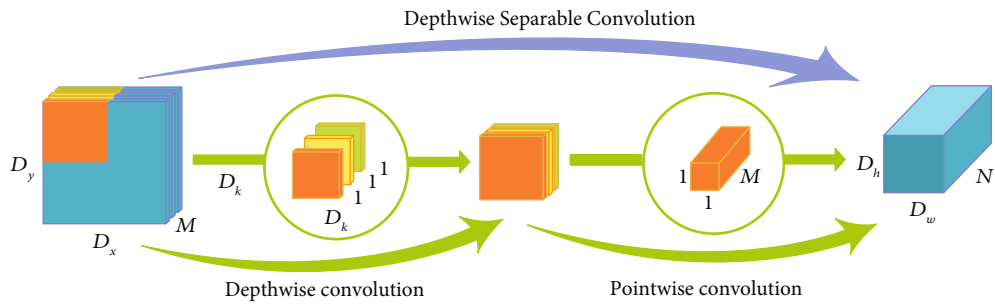 Depthwise Separable Convolution
D_y
D_x
M
D_k
D_k
1
1
1
1
1
M
D_h
D_w
N
Depthwise convolution
Pointwise convolution